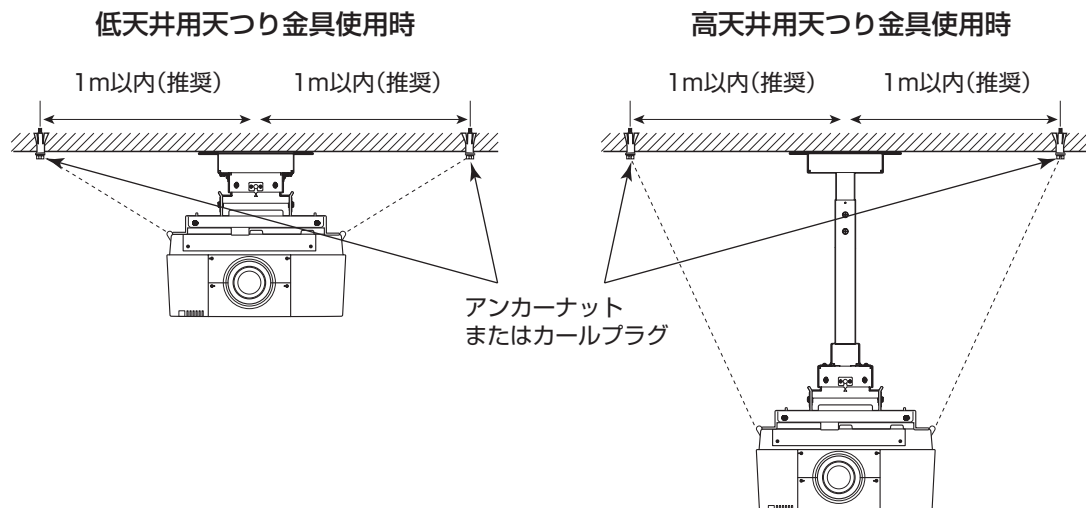 低天井用天つり金具使用時
1m以内(推奨)
1m以内(推奨)
高天井用天つり金具使用時
1m以内(推奨)
1m以内(推奨)
アンカーナット
またはカールプラグ